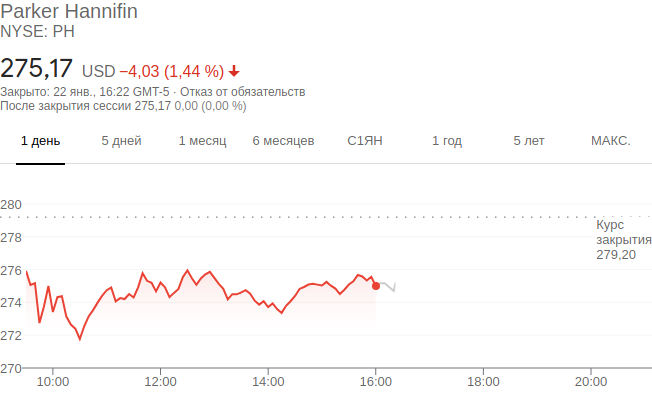 Parker Hannifin
NYSE: PH
275,17 USD −4,03 (1,44 %)
Закрыто: 22 янв., 16:22 GMT-5 · Отказ от обязательств
После закрытия сессии 275,17 0,00 (0,00 %)
1 день 5 дней 1 месяц 6 месяцев С1ЯН 1 год 5 лет МАКС.
280
Курс
278
закрытия
279,20
276
274
272
270
10:00 12:00 14:00 16:00 18:00 20:00